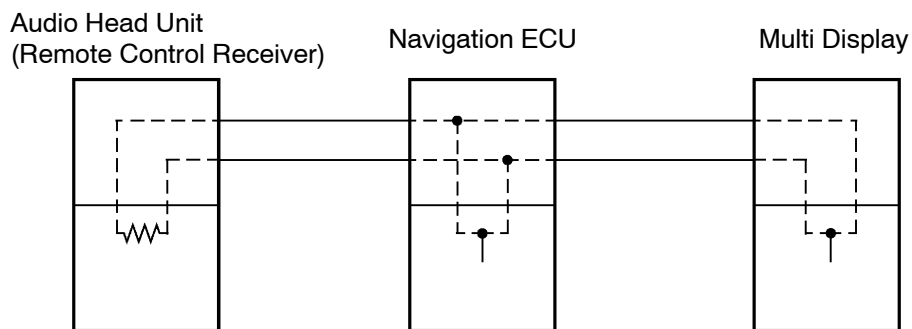 Audio Head Unit
(Remote Control Receiver)
Navigation ECU
Multi Display